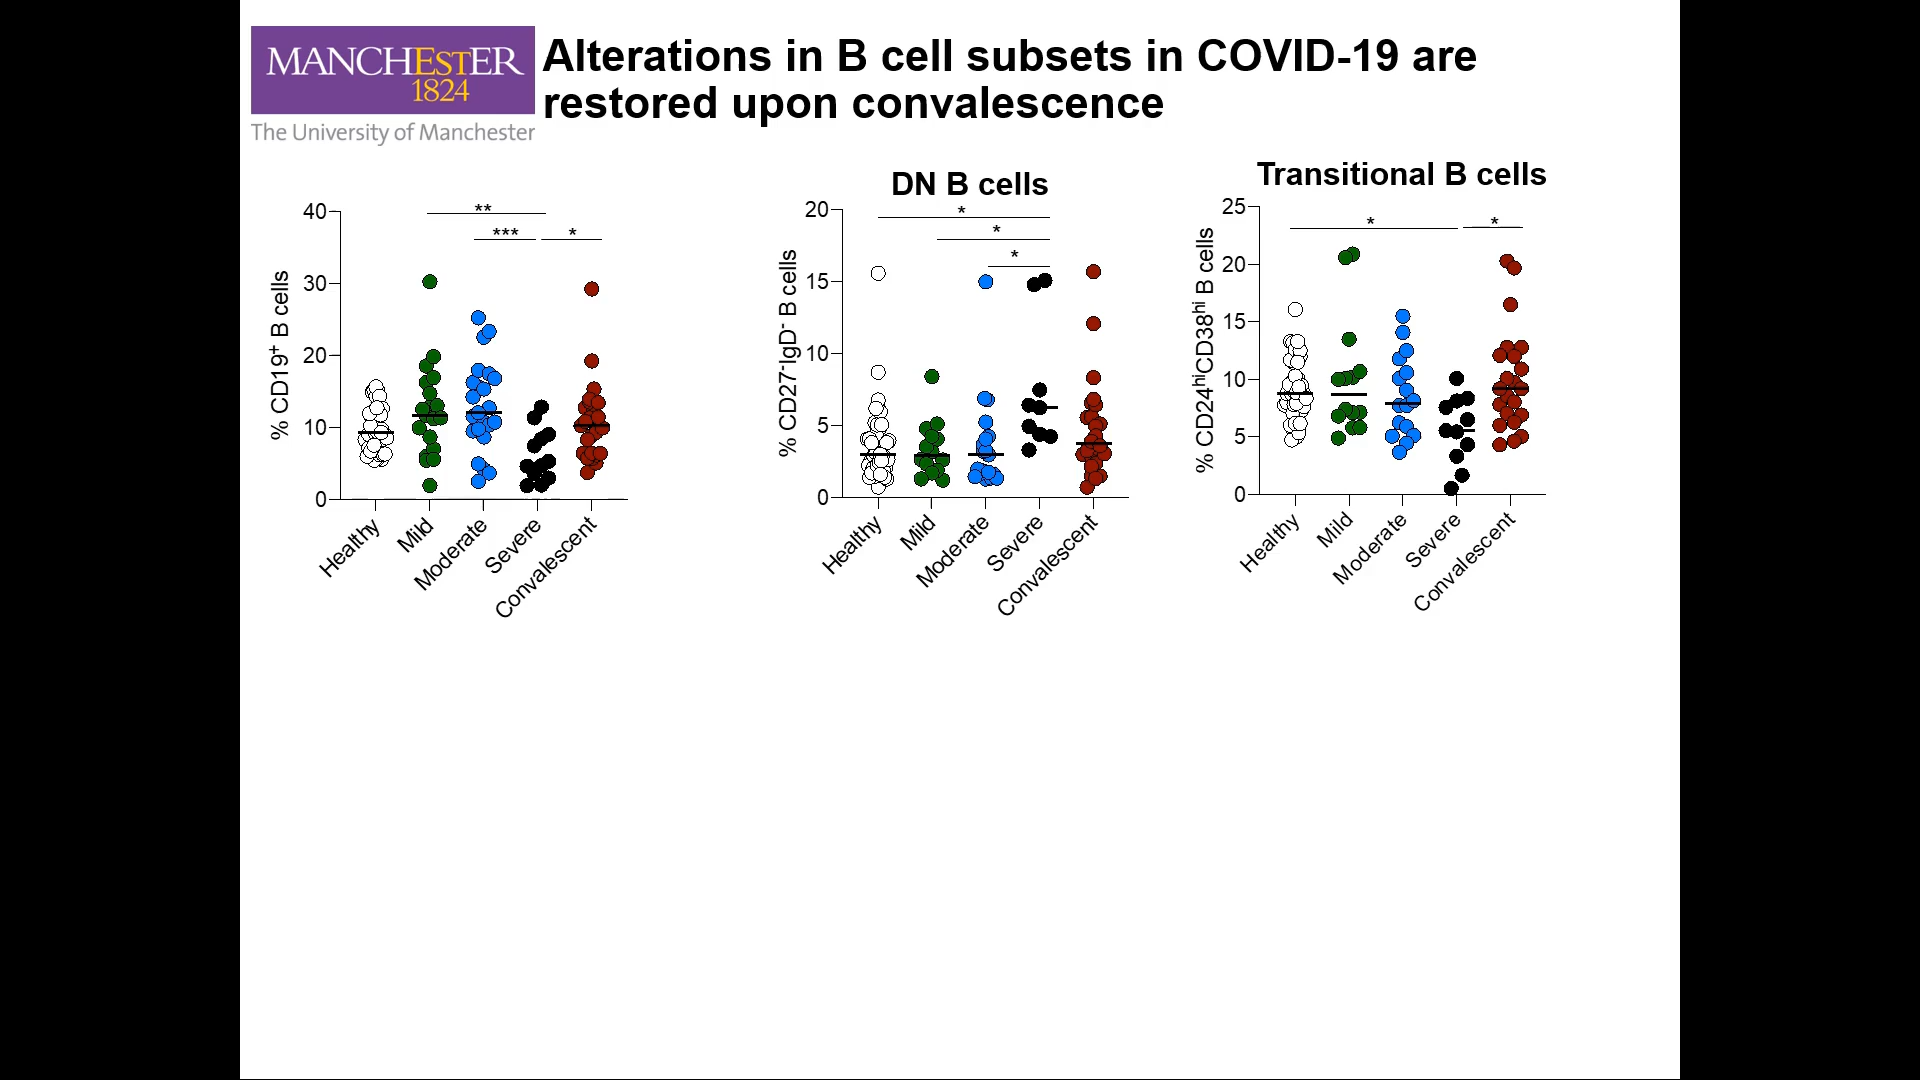 MANCHESTER
1824
The University of Manchester
Alterations in B cell subsets in COVID-19 are
restored upon convalescence
**
***
*
40
30
20
10
0
% CD19+ B cells
Healthy
Mild
Moderate
Severe
Convalescent
DN B cells
*
*
*
20
15
10
5
0
% CD27-IgD- B cells
Healthy
Mild
Moderate
Severe
Convalescent
Transitional B cells
*
*
25
20
15
10
5
0
% CD24hiCD38hi B cells
Healthy
Mild
Moderate
Severe
Convalescent